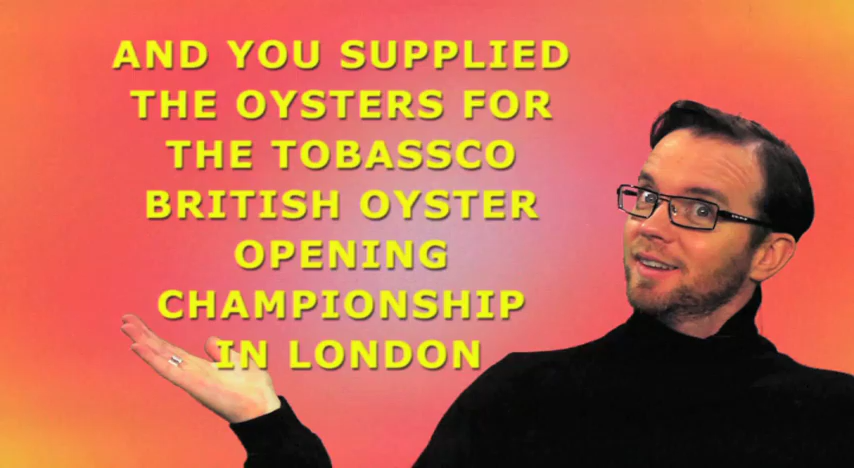 AND YOU SUPPLIED
THE OYSTERS FOR
THE TOBASSCO
BRITISH OYSTER
OPENING
CHAMPIONSHIP
IN LONDON